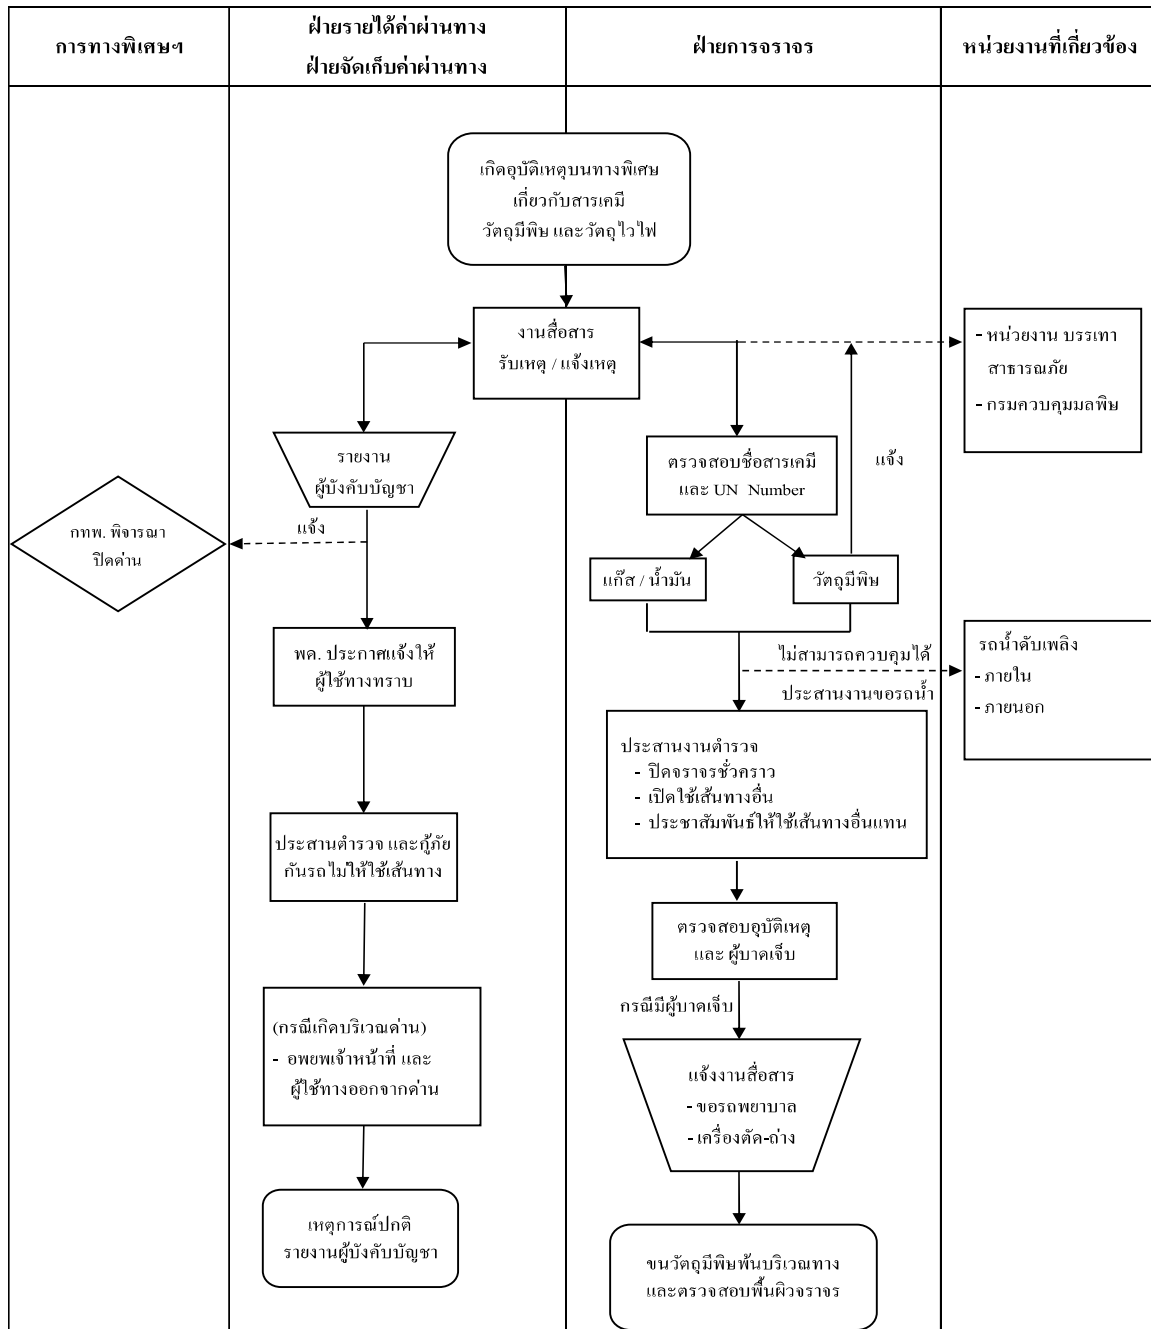 การทางพิเศษฯ
ฝ่ายรายได้ค่าผ่านทาง
ฝ่ายจัดเก็บค่าผ่านทาง
ฝ่ายการจราจร
หน่วยงานที่เกี่ยวข้อง
เกิดอุบัติเหตุบนทางพิเศษ
เกี่ยวกับสารเคมี
วัตถุมีพิษ และวัตถุไวไฟ
งานสื่อสาร
รับเหตุ / แจ้งเหตุ
- หน่วยงาน บรรเทา
สาธารณภัย
- กรมควบคุมมลพิษ
รายงาน
ผู้บังคับบัญชา
ตรวจสอบชื่อสารเคมี
และ UN Number
แจ้ง
แจ้ง
กทพ. พิจารณา
ปิดด่าน
แก๊ส / น้ำมัน
วัตถุมีพิษ
พด. ประกาศแจ้งให้
ผู้ใช้ทางทราบ
ไม่สามารถควบคุมได้
ประสานงานขอรถน้ำ
รถน้ำดับเพลิง
- ภายใน
- ภายนอก
ประสานงานตำรวจ
- ปิดจราจรชั่วคราว
- เปิดใช้เส้นทางอื่น
- ประชาสัมพันธ์ให้ใช้เส้นทางอื่นแทน
ประสานตำรวจ และกู้ภัย
กันรถไม่ให้ใช้เส้นทาง
ตรวจสอบอุบัติเหตุ
และ ผู้บาดเจ็บ
กรณีมีผู้บาดเจ็บ
(กรณีเกิดบริเวณด่าน)
- อพยพเจ้าหน้าที่ และ
ผู้ใช้ทางออกจากด่าน
แจ้งงานสื่อสาร
- ขอรถพยาบาล
- เครื่องตัด-ถ่าง
เหตุการณ์ปกติ
รายงานผู้บังคับบัญชา
ขนวัตถุมีพิษพ้นบริเวณทาง
และตรวจสอบพื้นผิวจราจร